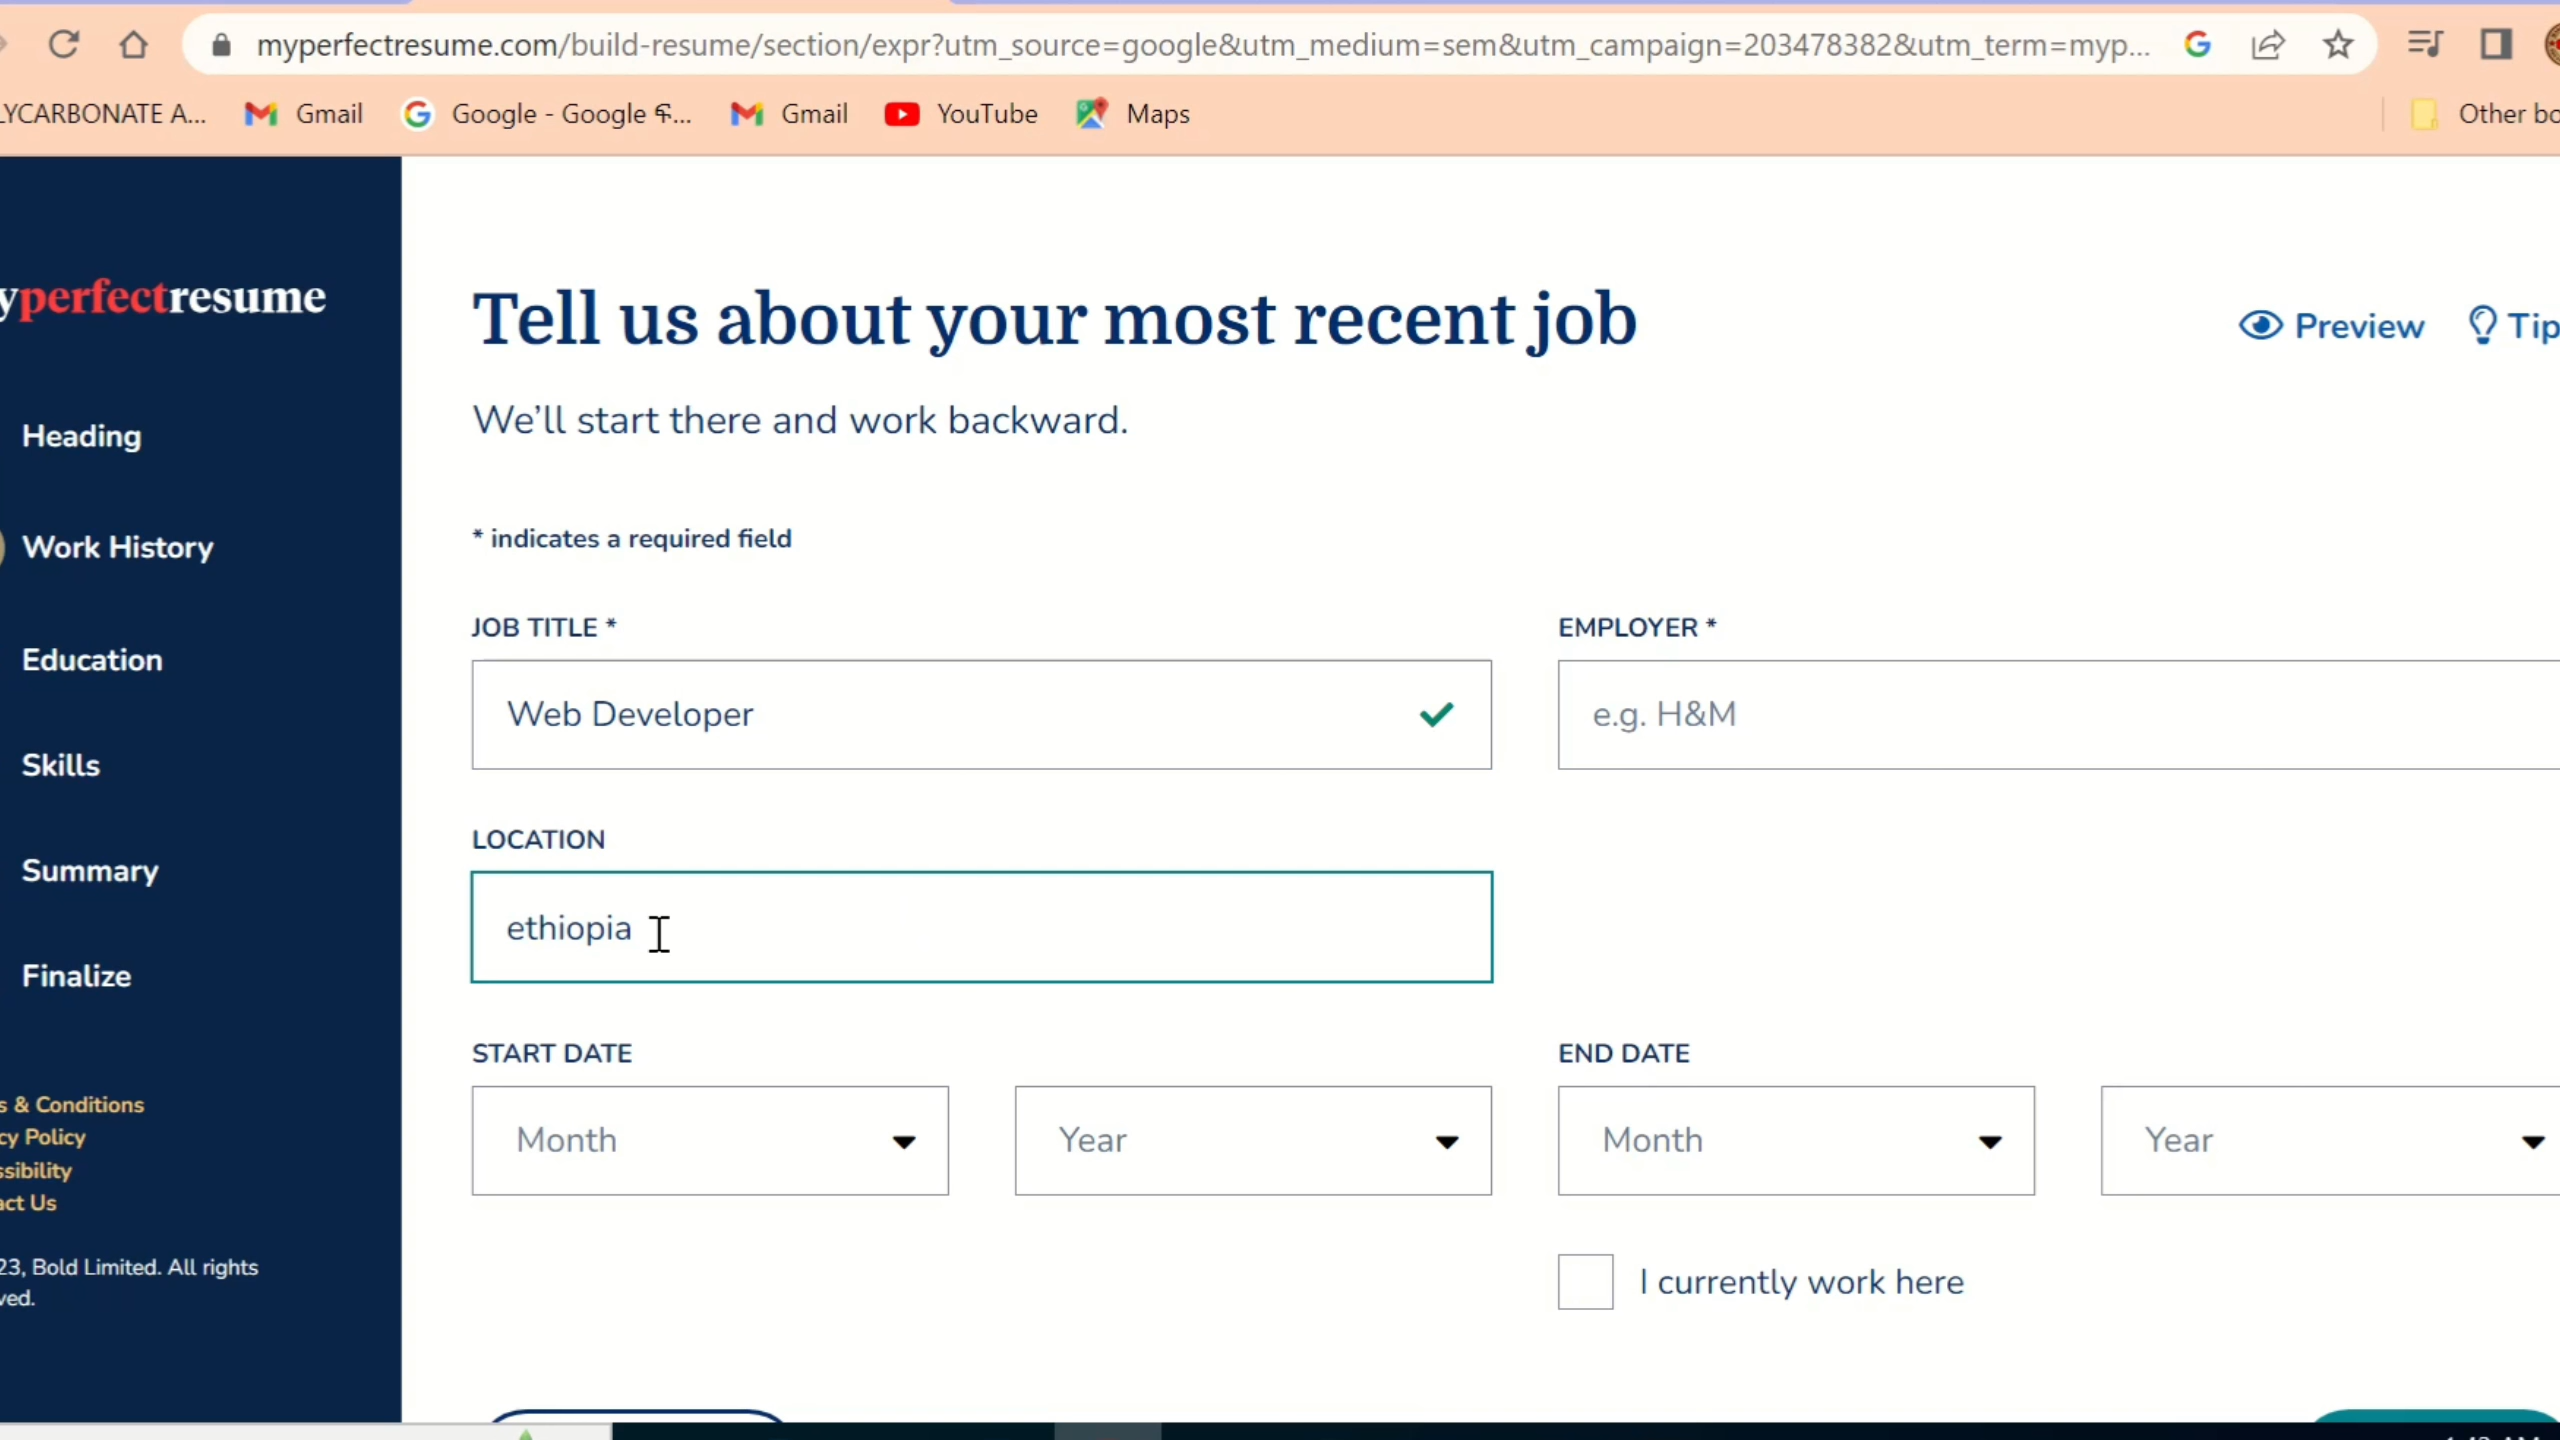 myperfectresume.com/build-resume/section/expr?utm_source=google&utm_medium=sem&utm_campaign=203478382&utm_term=myp...
LYCARBONATE A...
Gmail
Google - Google ፍ...
Gmail
YouTube
Maps
Other bo
yperfectresume
Heading
Work History
Education
Skills
Summary
Finalize
s & Conditions
cy Policy
ssibility
act Us
23, Bold Limited. All rights
ved.
Tell us about your most recent job
Preview
Tip
We’ll start there and work backward.
* indicates a required field
JOB TITLE *
Web Developer
EMPLOYER *
e.g. H&M
LOCATION
ethiopia
START DATE
Month
Year
END DATE
Month
Year
I currently work here